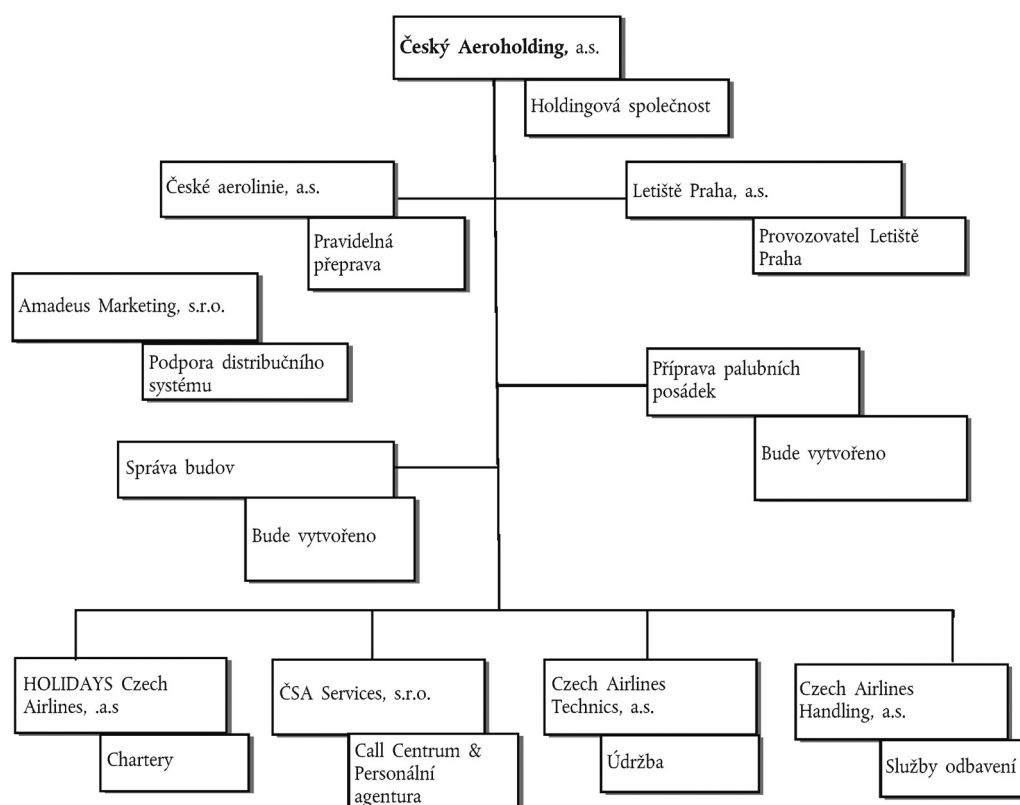 Český Aeroholding, a.s.
Holdingová společnost
České aerolinie, a.s.
Pravidelná
přeprava
Letiště Praha, a.s.
Provozovatel Letiště
Praha
Amadeus Marketing, s.r.o.
Podpora distribučního
systému
Příprava palubních
posádek
Bude vytvořeno
Správa budov
Bude vytvořeno
HOLIDAYS Czech
Airlines, .a.s
Chartery
ČSA Services, s.r.o.
Call Centrum &
Personální
agentura
Czech Airlines
Technics, a.s.
Údržba
Czech Airlines
Handling, a.s.
Služby odbavení